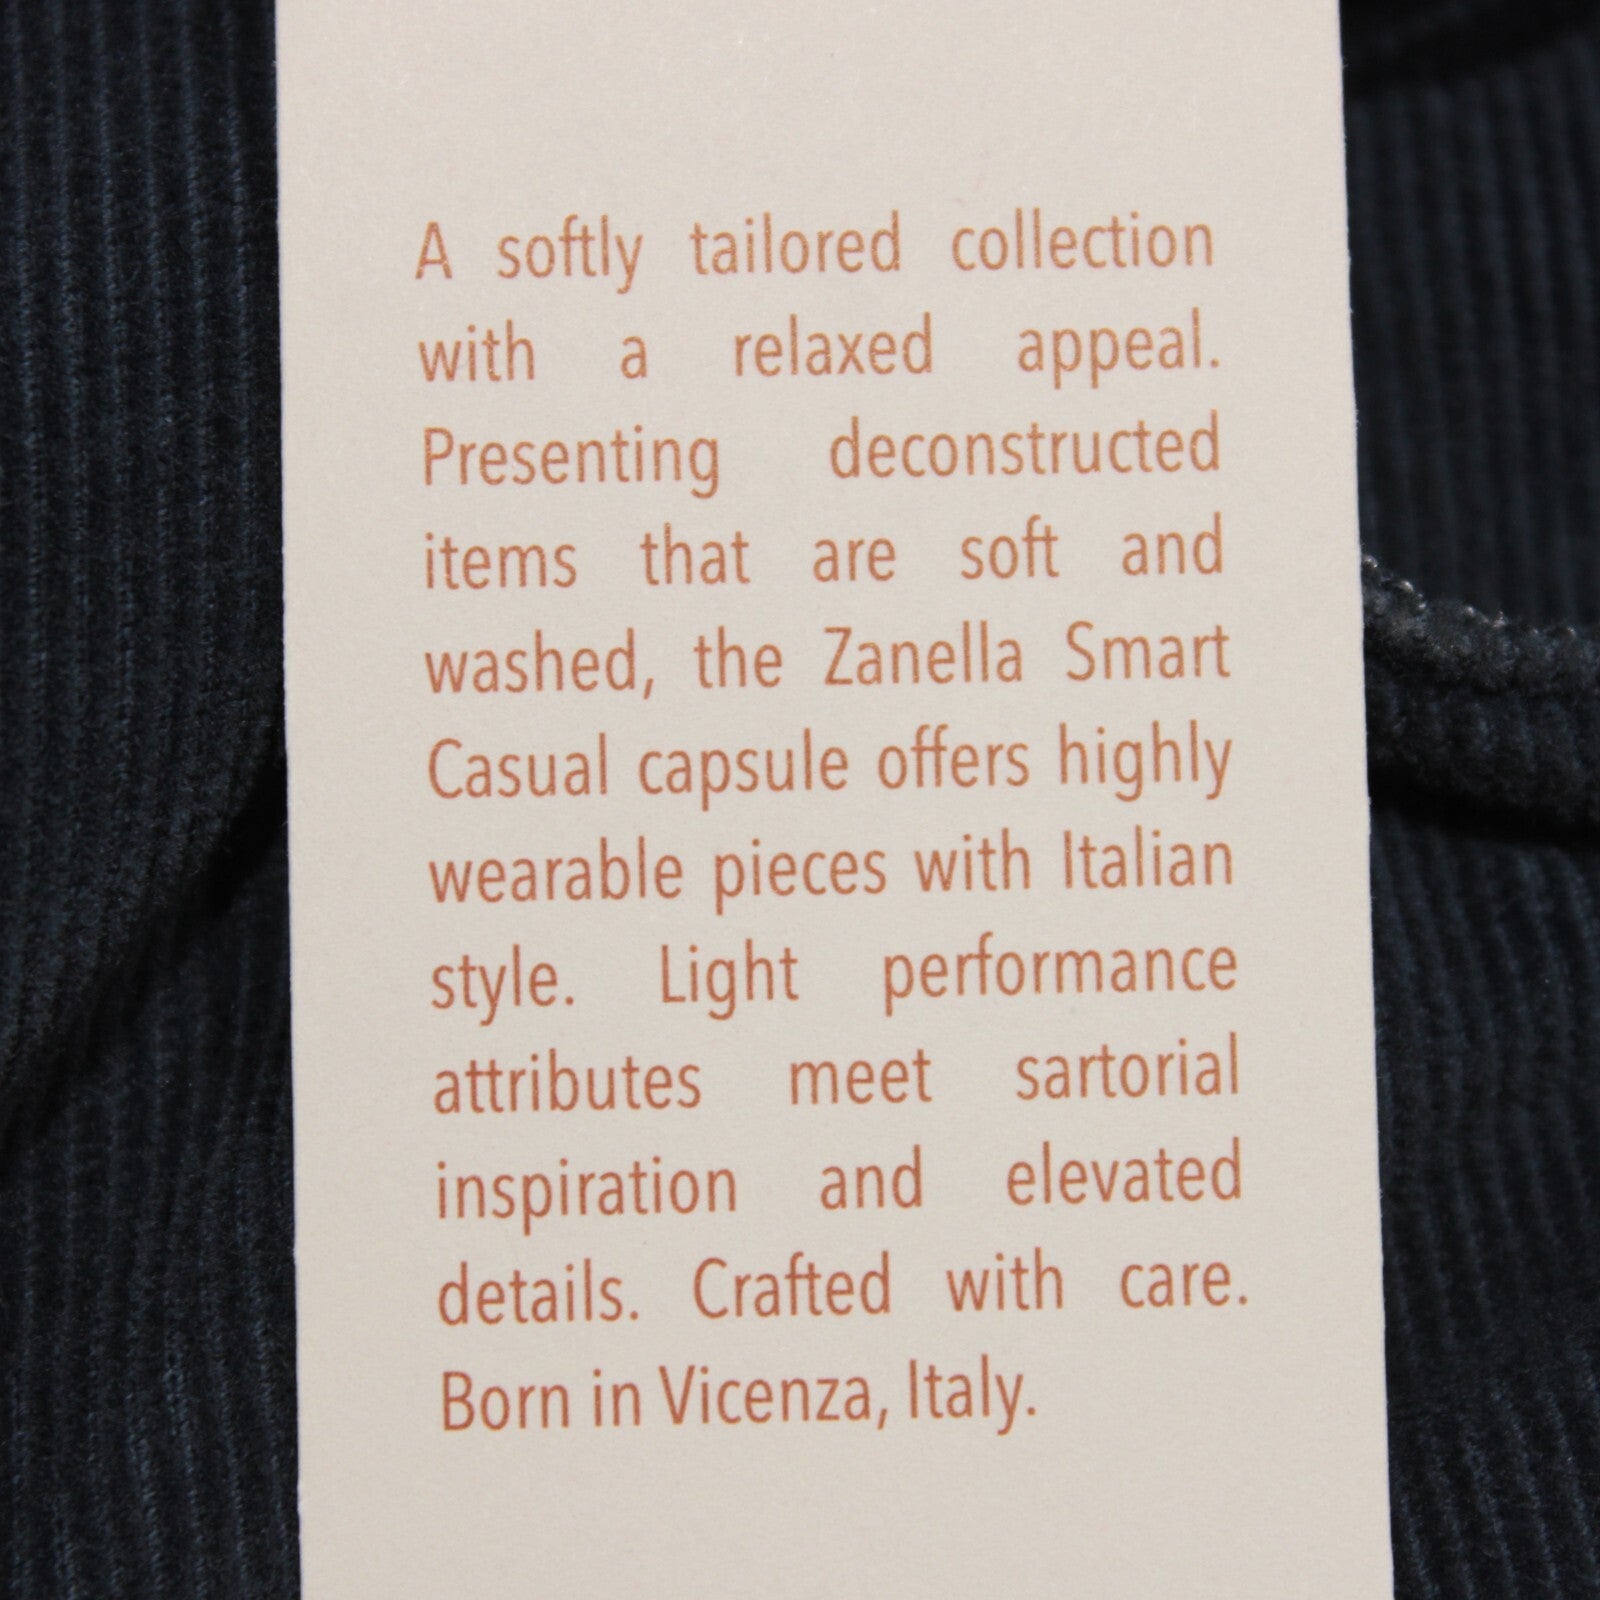 A softly tailored collection
with a relaxed appeal.
Presenting deconstructed
items that are soft and
washed, the Zanella Smart
Casual capsule offers highly
wearable pieces with Italian
style. Light performance
attributes meet sartorial
inspiration and elevated
details. Crafted with care.
Born in Vicenza, Italy.